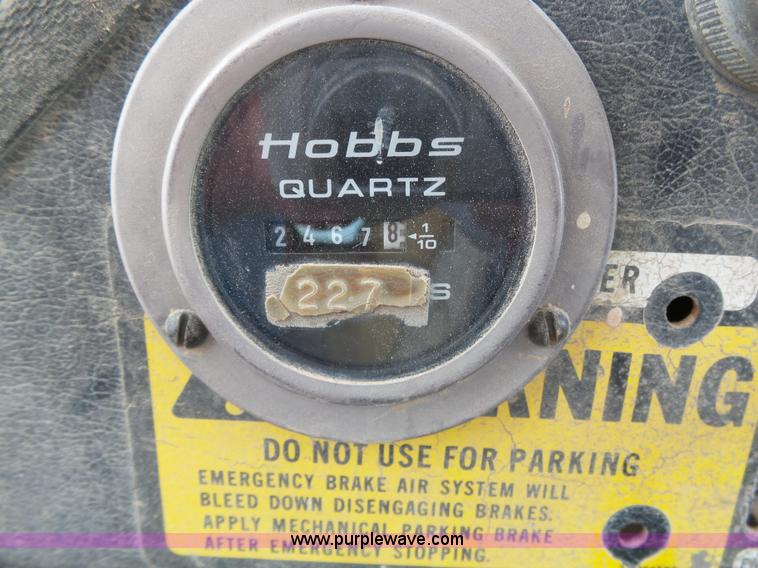 Hobbs
QUARTZ
2 4 6 7 8 ◄1/10
227 S
ER
WARNING
DO NOT USE FOR PARKING
EMERGENCY BRAKE AIR SYSTEM WILL
BLEED DOWN DISENGAGING BRAKES.
APPLY MECHANICAL PARKING BRAKE
AFTER EMERGENCY STOPPING.
www.purplewave.com